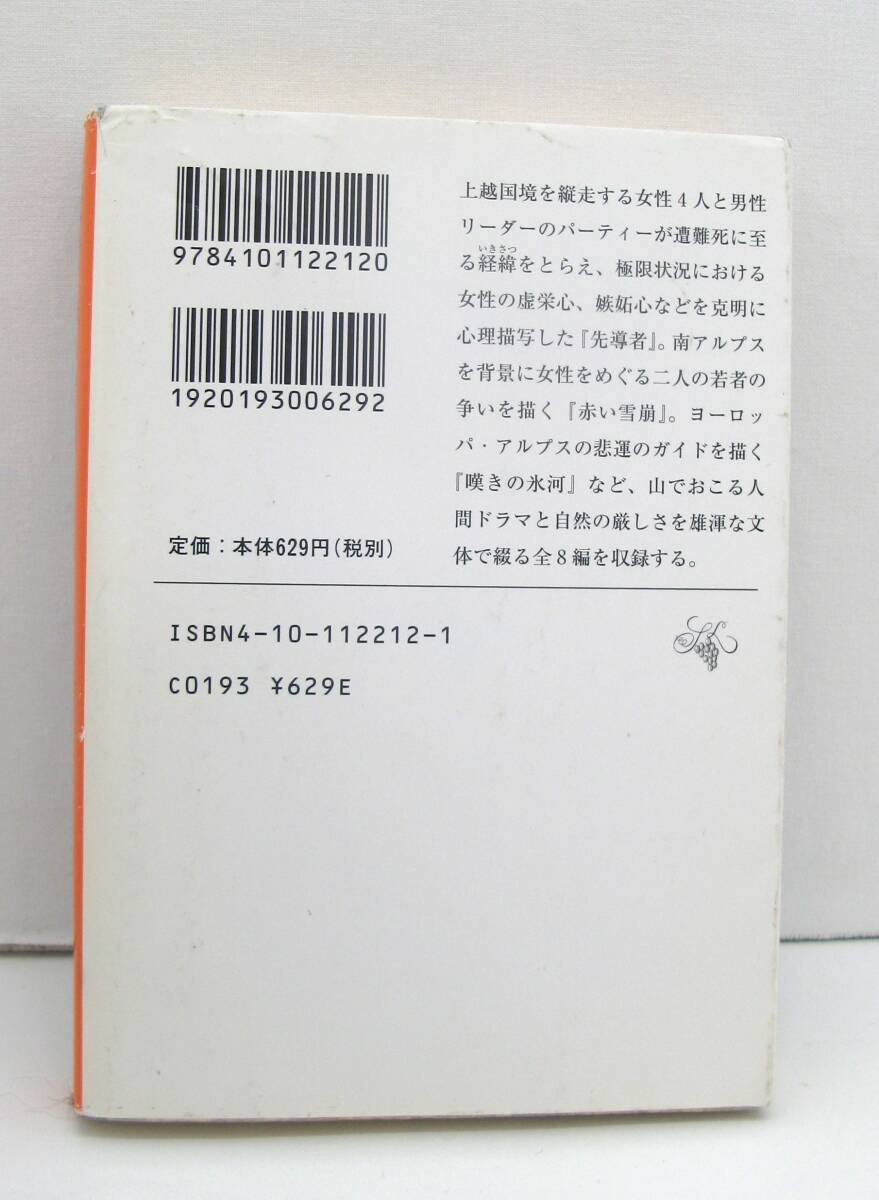 9784101122120
1920193006292
定価：本体629円（税別）
上越国境を縦走する女性4人と男性
リーダーのパーティーが遭難死に至
いきさつ
る経緯をとらえ、極限状況における
女性の虚栄心、嫉妬心などを克明に
心理描写した『先導者』。南アルプス
を背景に女性をめぐる二人の若者の
争いを描く『赤い雪崩』。ヨーロッ
パ・アルプスの悲運のガイドを描く
『嘆きの氷河』など、山でおこる人
間ドラマと自然の厳しさを雄渾な文
体で綴る全8編を収録する。
ISBN4-10-112212-1
C0193 ¥629E